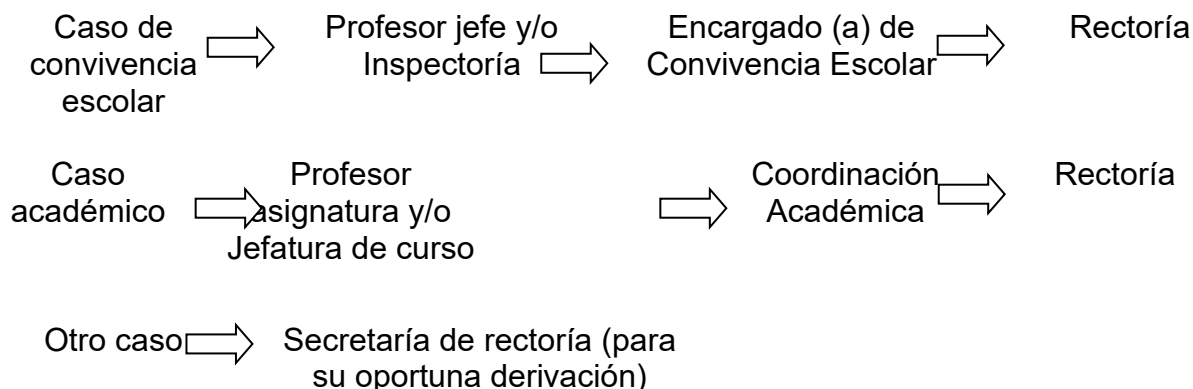 Caso de
convivencia
escolar
Profesor jefe y/o
Inspectoría
Encargado (a) de
Convivencia Escolar
Rectoría
Caso
académico
Profesor
asignatura y/o
Jefatura de curso
Coordinación
Académica
Rectoría
Otro caso
Secretaría de rectoría (para
su oportuna derivación)